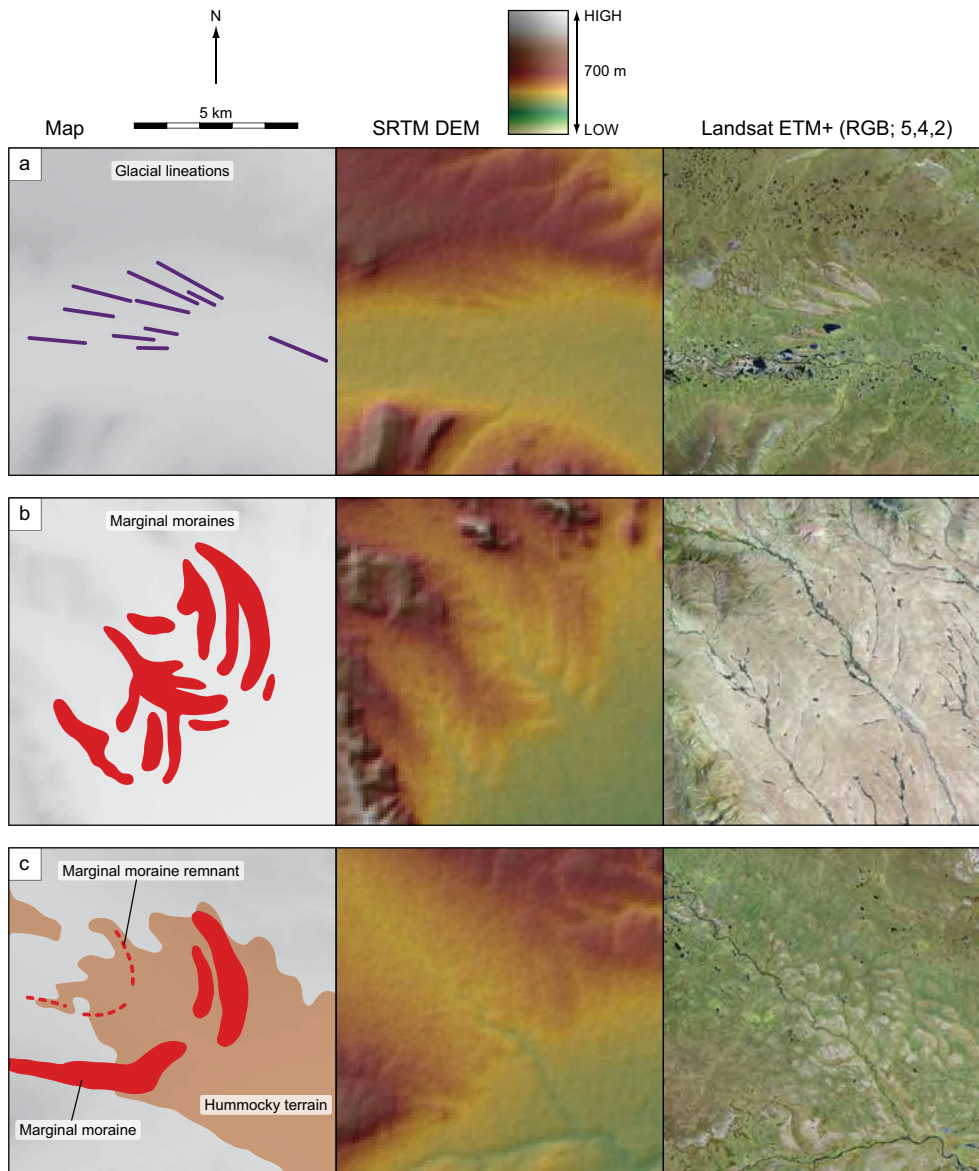 N
HIGH
700 m
LOW
5 km
Map
SRTM DEM
Landsat ETM+ (RGB; 5,4,2)
a
Glacial lineations
b
Marginal moraines
c
Marginal moraine remnant
Hummocky terrain
Marginal moraine